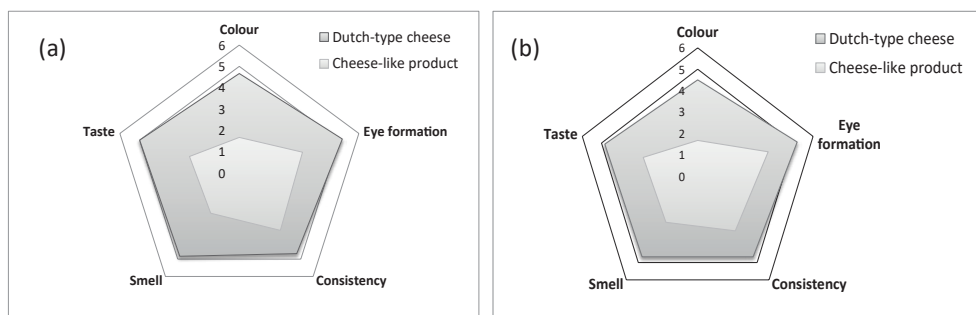 (a)
Colour
Dutch-type cheese
Cheese-like product
6
5
4
3
2
1
0
Taste
Eye formation
Smell
Consistency
(b)
Colour
Dutch-type cheese
Cheese-like product
6
5
4
3
2
1
0
Taste
Eye
formation
Smell
Consistency